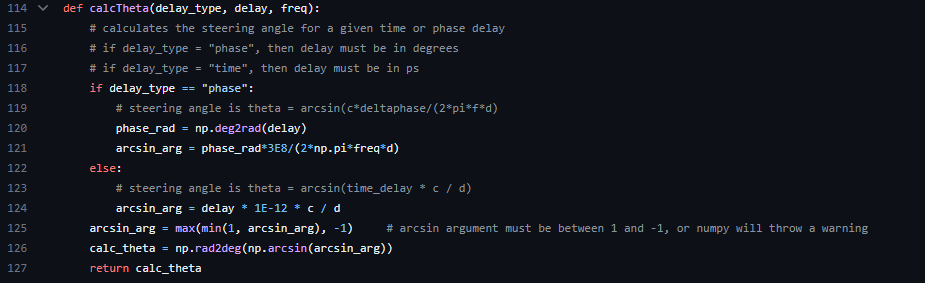 114 def calcTheta(delay_type, delay, freq):
115     # calculates the steering angle for a given time or phase delay
116     # if delay_type = "phase", then delay must be in degrees
117     # if delay_type = "time", then delay must be in ps
118     if delay_type == "phase":
119         # steering angle is theta = arcsin(c*deltaphase/(2*pi*f*d)
120         phase_rad = np.deg2rad(delay)
121         arcsin_arg = phase_rad*3E8/(2*np.pi*freq*d)
122     else:
123         # steering angle is theta = arcsin(time_delay * c / d)
124         arcsin_arg = delay * 1E-12 * c / d
125     arcsin_arg = max(min(1, arcsin_arg), -1)     # arcsin argument must be between 1 and -1, or numpy will throw a warning
126     calc_theta = np.rad2deg(np.arcsin(arcsin_arg))
127     return calc_theta